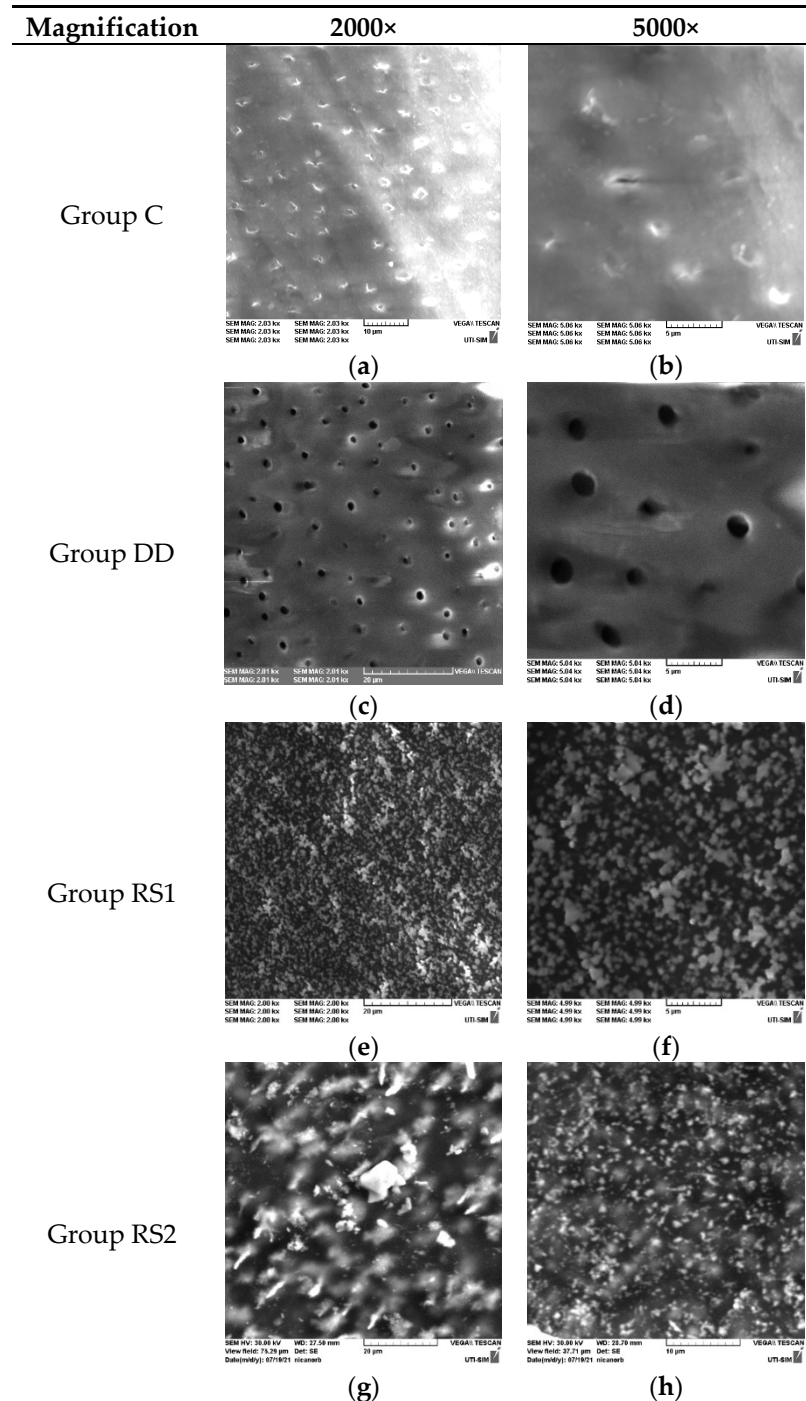 Magnification 2000× 5000×
Group C
SEM MAG: 2.03 kx SEM MAG: 2.03 kx
SEM MAG: 2.03 kx SEM MAG: 2.03 kx 10 µm VEGA\\ TESCAN
SEM MAG: 2.03 kx SEM MAG: 2.03 kx UTI-SIM
SEM MAG: 5.06 kx SEM MAG: 5.06 kx
SEM MAG: 5.06 kx SEM MAG: 5.06 kx 5 µm VEGA\\ TESCAN
SEM MAG: 5.06 kx SEM MAG: 5.06 kx UTI-SIM
(a) (b)
Group DD
SEM MAG: 2.01 kx SEM MAG: 2.01 kx VEGA\\ TESCAN
SEM MAG: 2.01 kx SEM MAG: 2.01 kx 20 µm
SEM MAG: 5.04 kx SEM MAG: 5.04 kx
SEM MAG: 5.04 kx SEM MAG: 5.04 kx 5 µm VEGA\\ TESCAN
SEM MAG: 5.04 kx SEM MAG: 5.04 kx UTI-SIM
(c) (d)
Group RS1
SEM MAG: 2.00 kx SEM MAG: 2.00 kx
SEM MAG: 2.00 kx SEM MAG: 2.00 kx 20 µm VEGA\\ TESCAN
SEM MAG: 2.00 kx SEM MAG: 2.00 kx UTI-SIM
SEM MAG: 4.99 kx SEM MAG: 4.99 kx
SEM MAG: 4.99 kx SEM MAG: 4.99 kx 5 µm VEGA\\ TESCAN
SEM MAG: 4.99 kx SEM MAG: 4.99 kx UTI-SIM
(e) (f)
Group RS2
SEM HV: 30.00 kV WD: 27.50 mm VEGA\\ TESCAN
View field: 75.29 µm Det: SE 20 µm
Date(m/d/y): 07/19/21 nicanorb UTI-SIM
SEM HV: 30.00 kV WD: 28.70 mm VEGA\\ TESCAN
View field: 37.71 µm Det: SE 10 µm
Date(m/d/y): 07/19/21 nicanorb UTI-SIM
(g) (h)